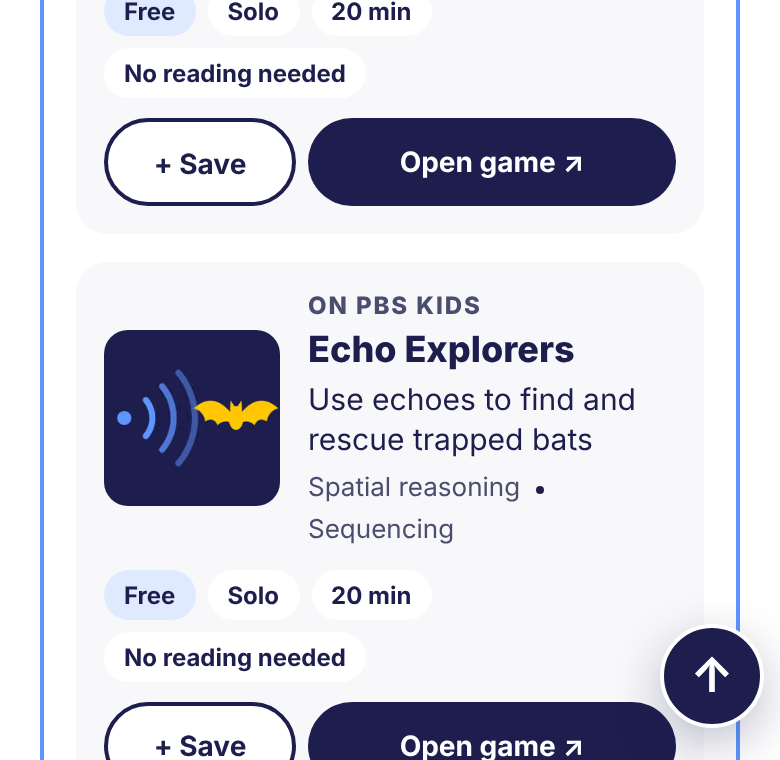 Free Solo 20 min
No reading needed
+ Save Open game ↗
ON PBS KIDS
Echo Explorers
Use echoes to find and
rescue trapped bats
Spatial reasoning •
Sequencing
Free Solo 20 min
No reading needed
+ Save Open game ↗